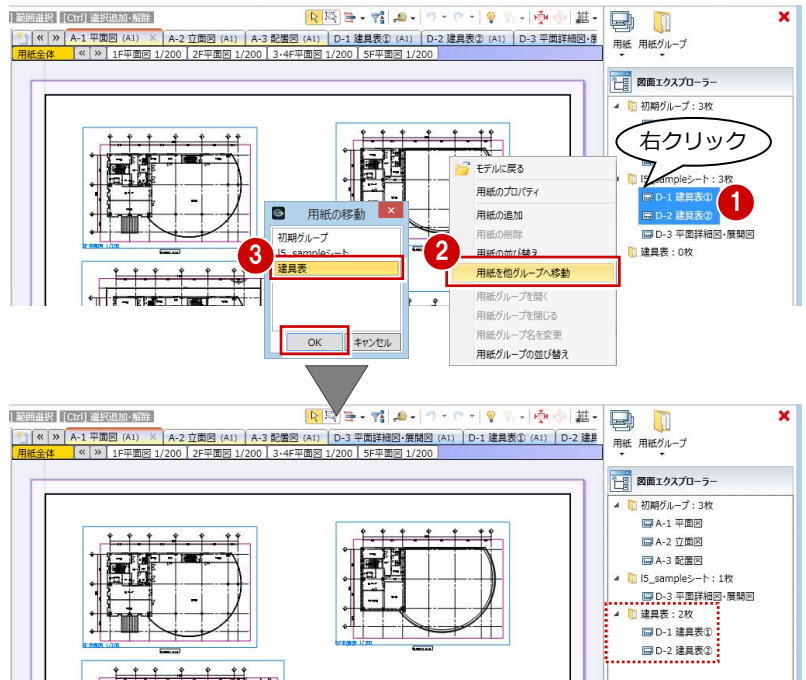 ] 範囲選択 [Ctrl] 選択追加・解除
用紙 用紙グループ
« » A-1 平面図 (A1) × A-2 立面図 (A1) A-3 配置図 (A1) D-1 建具表① (A1) D-2 建具表② (A1) D-3 平面詳細図・展
用紙全体 « » 1F平面図 1/200 2F平面図 1/200 3・4F平面図 1/200 5F平面図 1/200
図面エクスプローラー
初期グループ : 3枚
右クリック
l5_sampleシート : 3枚
D-1 建具表①
D-2 建具表②
D-3 平面詳細図・展開図
建具表 : 0枚
1
モデルに戻る
用紙のプロパティ
用紙の追加
用紙の削除
用紙の並び替え
用紙を他グループへ移動
用紙グループを開く
用紙グループを閉じる
用紙グループ名を変更
用紙グループの並び替え
2
用紙の移動 ×
初期グループ
l5_sampleシート
建具表
3
OK キャンセル
] 範囲選択 [Ctrl] 選択追加・解除
用紙 用紙グループ
« » A-1 平面図 (A1) × A-2 立面図 (A1) A-3 配置図 (A1) D-3 平面詳細図・展開図 (A1) D-1 建具表① (A1) D-2 建具
用紙全体 « » 1F平面図 1/200 2F平面図 1/200 3・4F平面図 1/200 5F平面図 1/200
図面エクスプローラー
初期グループ : 3枚
A-1 平面図
A-2 立面図
A-3 配置図
l5_sampleシート : 1枚
D-3 平面詳細図・展開図
建具表 : 2枚
D-1 建具表①
D-2 建具表②